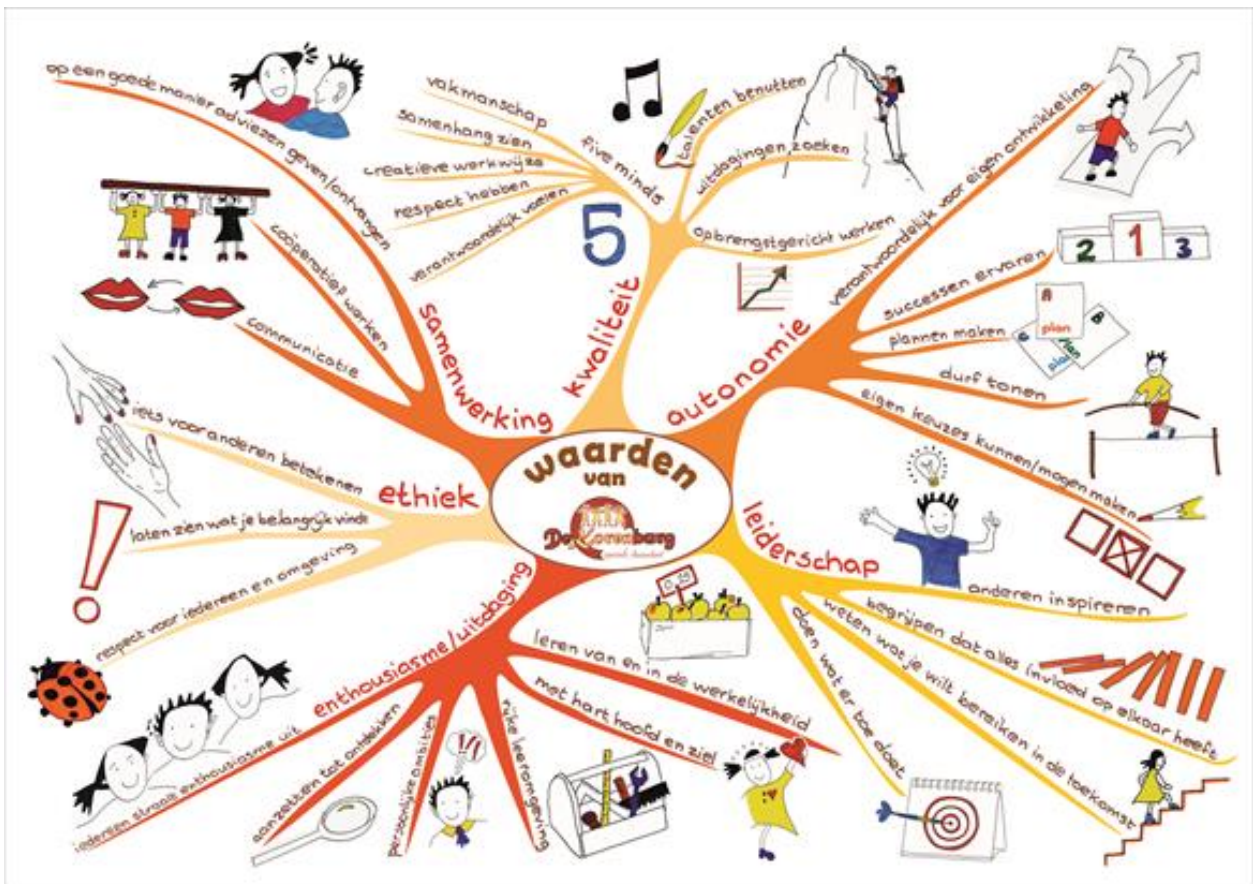 waarden
van
De Korenburg
samenwerking
op een goede manier adviezen geven/ontvangen
coöperatief werken
communicatie
kwaliteit
five minds
vakmanschap
samenhang zien
creatieve werkwijze
respect hebben
verantwoordelijk voelen
5
talenten benutten
uitdagingen zoeken
opbrengstgericht werken
autonomie
verantwoordelijk voor eigen ontwikkeling
successen ervaren
2 1 3
plannen maken
A
plan
B
plan
C
plan
durf tonen
eigen keuzes kunnen/mogen maken
leiderschap
anderen inspireren
begrijpen dat alles invloed op elkaar heeft
weten wat je wilt bereiken in de toekomst
doen wat er toe doet
enthousiasme/uitdaging
leren van en in de werkelijkheid
met hart hoofd en ziel
rijke leeromgeving
persoonlijke ambities
aanzetten tot ontdekken
iedereen straalt enthousiasme uit
ethiek
iets voor anderen betekenen
laten zien wat je belangrijk vindt
respect voor iedereen en omgeving